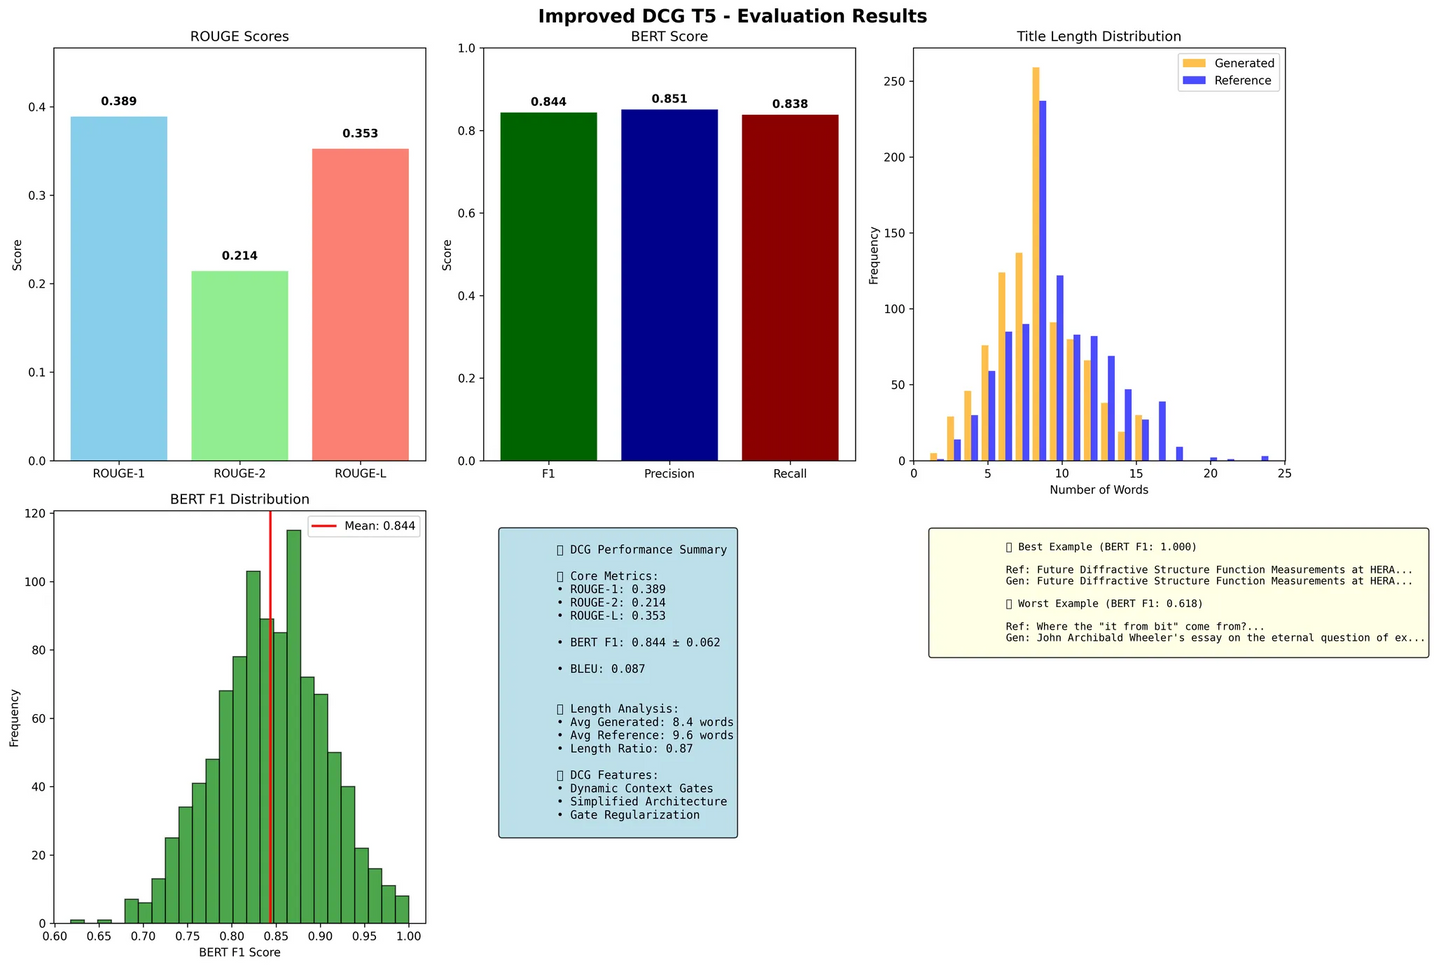 Improved DCG T5 - Evaluation Results
ROUGE Scores
Score
0.4
0.3
0.2
0.1
0.0
0.389
0.214
0.353
ROUGE-1
ROUGE-2
ROUGE-L
BERT Score
Score
1.0
0.8
0.6
0.4
0.2
0.0
0.844
0.851
0.838
F1
Precision
Recall
Title Length Distribution
Generated
Reference
Frequency
250
200
150
100
50
0
0
5
10
15
20
25
Number of Words
BERT F1 Distribution
Mean: 0.844
Frequency
120
100
80
60
40
20
0
0.60
0.65
0.70
0.75
0.80
0.85
0.90
0.95
1.00
BERT F1 Score
DCG Performance Summary
Core Metrics:
• ROUGE-1: 0.389
• ROUGE-2: 0.214
• ROUGE-L: 0.353
• BERT F1: 0.844 ± 0.062
• BLEU: 0.087
Length Analysis:
• Avg Generated: 8.4 words
• Avg Reference: 9.6 words
• Length Ratio: 0.87
DCG Features:
• Dynamic Context Gates
• Simplified Architecture
• Gate Regularization
Best Example (BERT F1: 1.000)
Ref: Future Diffractive Structure Function Measurements at HERA...
Gen: Future Diffractive Structure Function Measurements at HERA...
Worst Example (BERT F1: 0.618)
Ref: Where the "it from bit" come from?...
Gen: John Archibald Wheeler's essay on the eternal question of ex...